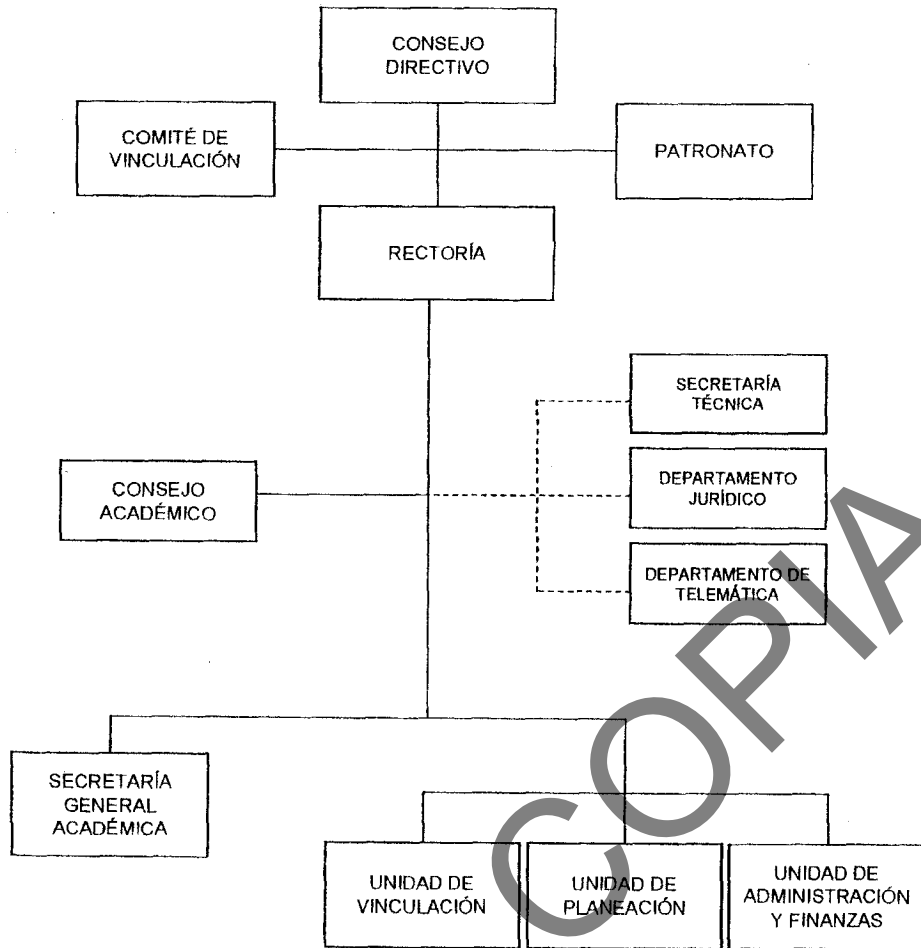 CONSEJO
DIRECTIVO
COMITÉ DE
VINCULACIÓN
PATRONATO
RECTORÍA
SECRETARÍA
TÉCNICA
CONSEJO
ACADÉMICO
DEPARTAMENTO
JURÍDICO
DEPARTAMENTO DE
TELEMÁTICA
SECRETARÍA
GENERAL
ACADÉMICA
UNIDAD DE
VINCULACIÓN
UNIDAD DE
PLANEACIÓN
UNIDAD DE
ADMINISTRACIÓN
Y FINANZAS
COPIA